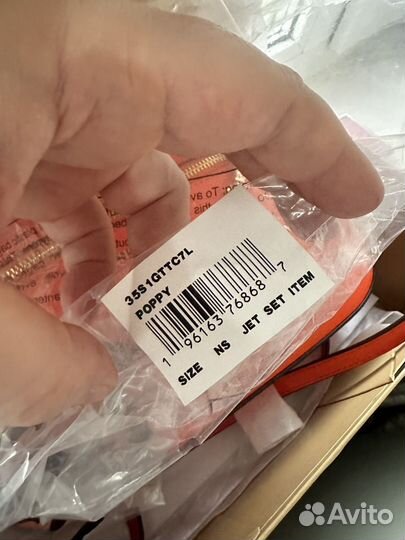 35S1GTTC7L
POPPY
1 96163 76868 7
SIZE NS JET SET ITEM
Avito